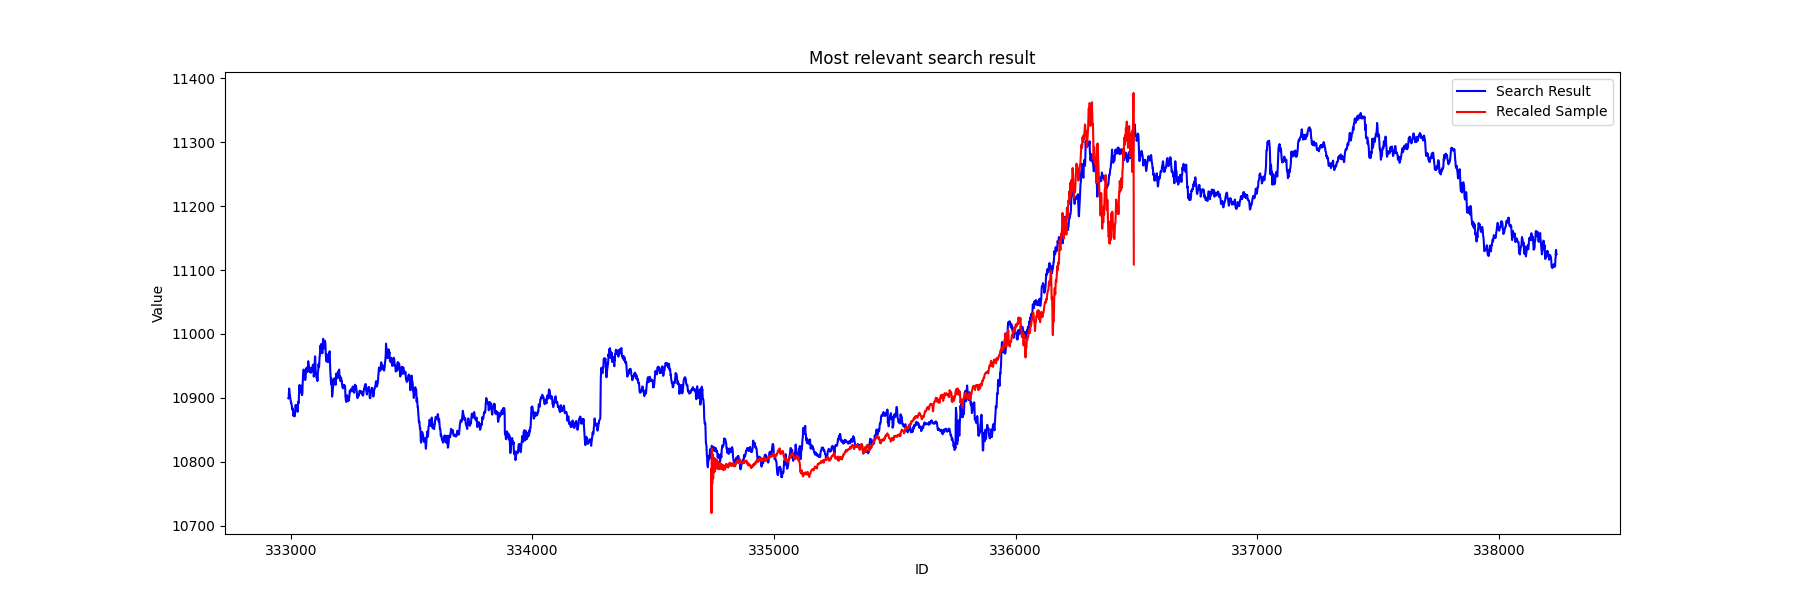 Most relevant search result
11400
11300
11200
11100
11000
10900
10800
10700
Value
Search Result
Recaled Sample
333000 334000 335000 336000 337000 338000
ID